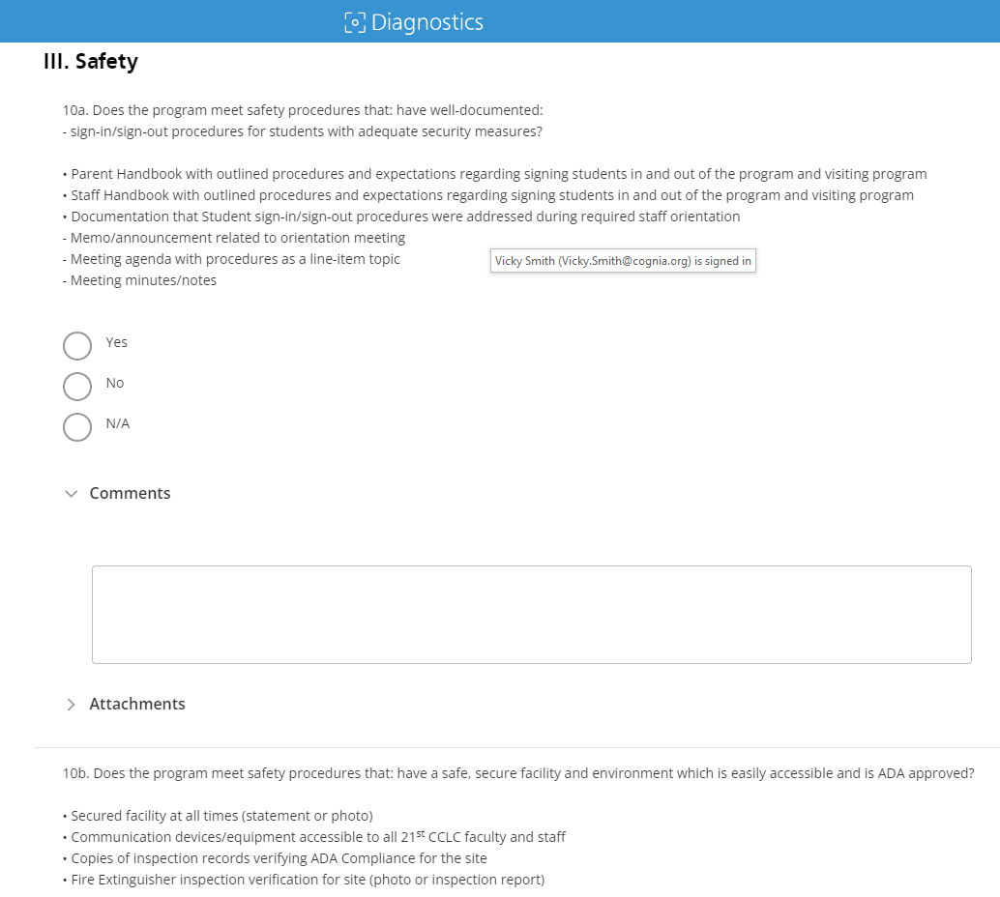 Diagnostics
III. Safety
10a. Does the program meet safety procedures that: have well-documented:
- sign-in/sign-out procedures for students with adequate security measures?
• Parent Handbook with outlined procedures and expectations regarding signing students in and out of the program and visiting program
• Staff Handbook with outlined procedures and expectations regarding signing students in and out of the program and visiting program
• Documentation that Student sign-in/sign-out procedures were addressed during required staff orientation
- Memo/announcement related to orientation meeting
- Meeting agenda with procedures as a line-item topic
Vicky Smith (Vicky.Smith@cognia.org) is signed in
- Meeting minutes/notes
Yes
No
N/A
Comments
Attachments
10b. Does the program meet safety procedures that: have a safe, secure facility and environment which is easily accessible and is ADA approved?
• Secured facility at all times (statement or photo)
• Communication devices/equipment accessible to all 21st CCLC faculty and staff
• Copies of inspection records verifying ADA Compliance for the site
• Fire Extinguisher inspection verification for site (photo or inspection report)